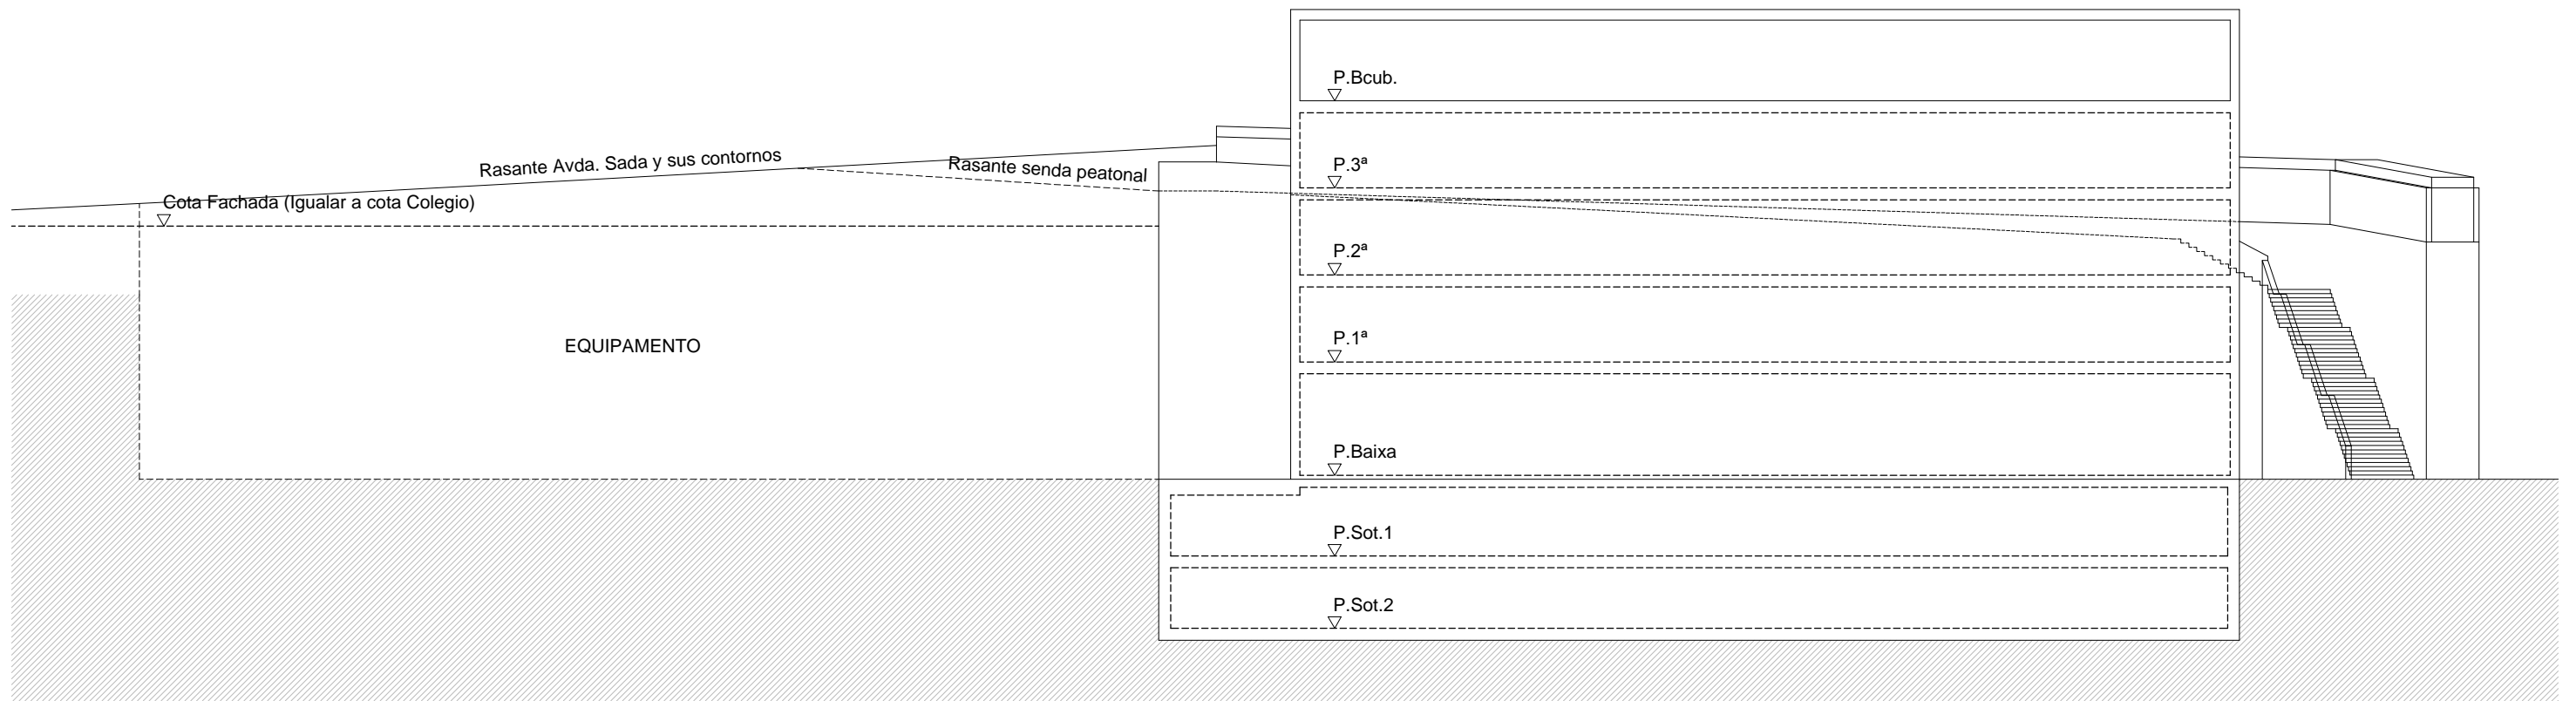 P.Bcub.
Rasante Avda. Sada y sus contornos
Rasante senda peatonal
P.3ª
Cota Fachada (Igualar a cota Colegio)
P.2ª
EQUIPAMENTO
P.1ª
P.Baixa
P.Sot.1
P.Sot.2